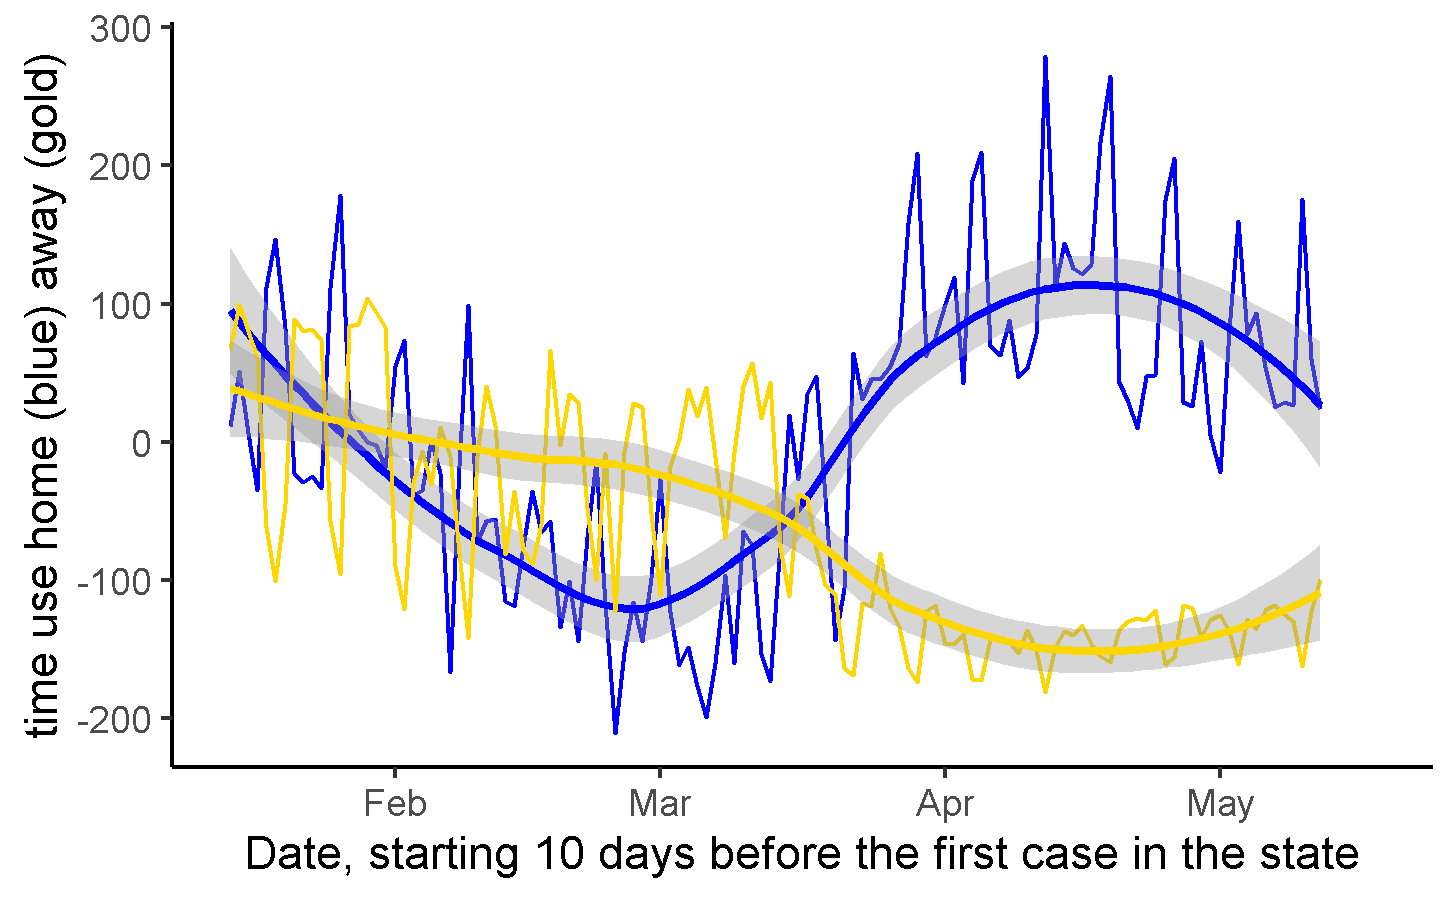 time use home (blue) away (gold)
300
200
100
0
-100
-200
Feb Mar Apr May
Date, starting 10 days before the first case in the state